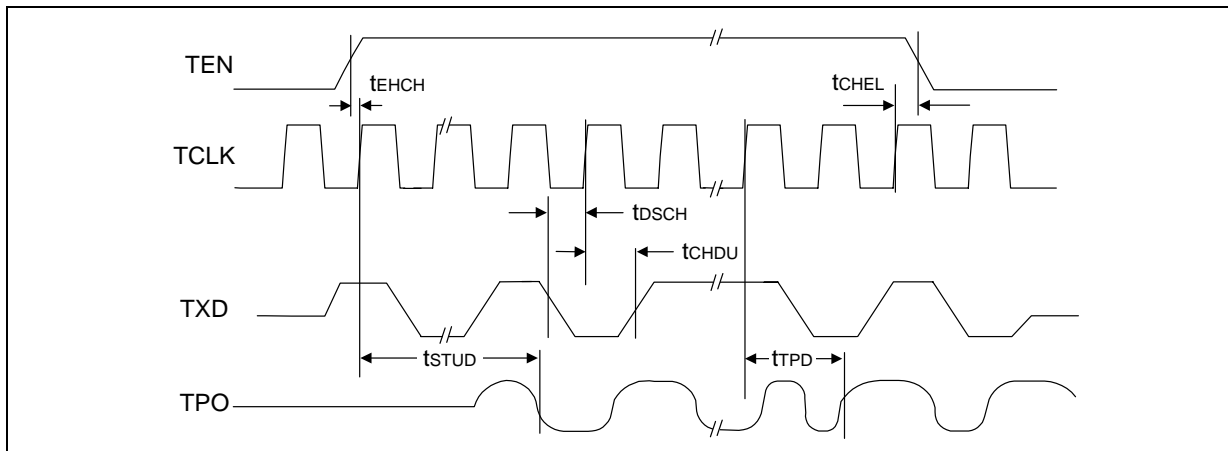 TEN
tEHCH
tCHEL
TCLK
tDSCH
tCHDU
TXD
tSTUD
tTPD
TPO